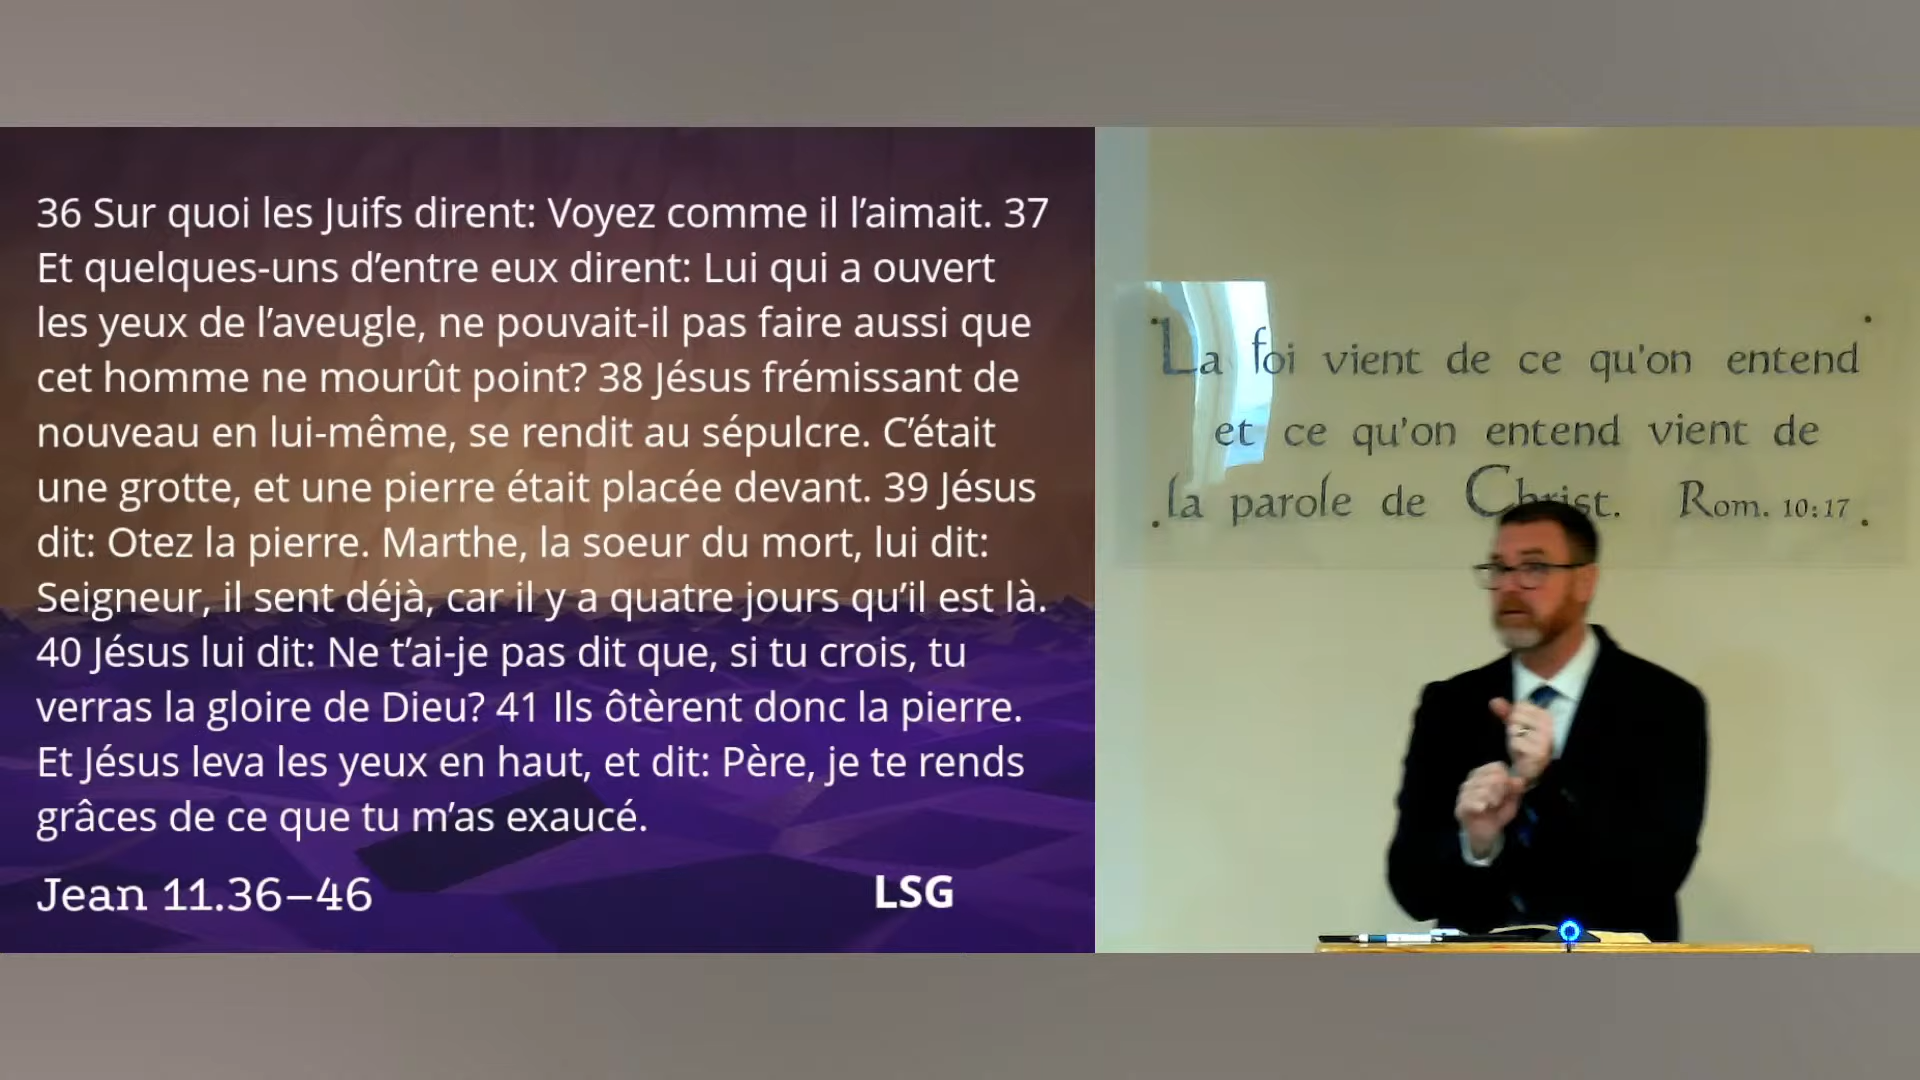 36 Sur quoi les Juifs dirent: Voyez comme il l’aimait. 37
Et quelques-uns d’entre eux dirent: Lui qui a ouvert
les yeux de l’aveugle, ne pouvait-il pas faire aussi que
cet homme ne mourût point? 38 Jésus frémissant de
nouveau en lui-même, se rendit au sépulcre. C’était
une grotte, et une pierre était placée devant. 39 Jésus
dit: Otez la pierre. Marthe, la soeur du mort, lui dit:
Seigneur, il sent déjà, car il y a quatre jours qu’il est là.
40 Jésus lui dit: Ne t’ai-je pas dit que, si tu crois, tu
verras la gloire de Dieu? 41 Ils ôtèrent donc la pierre.
Et Jésus leva les yeux en haut, et dit: Père, je te rends
grâces de ce que tu m’as exaucé.
Jean 11.36–46
LSG
La foi vient de ce qu'on entend
et ce qu'on entend vient de
la parole de Christ. Rom. 10:17